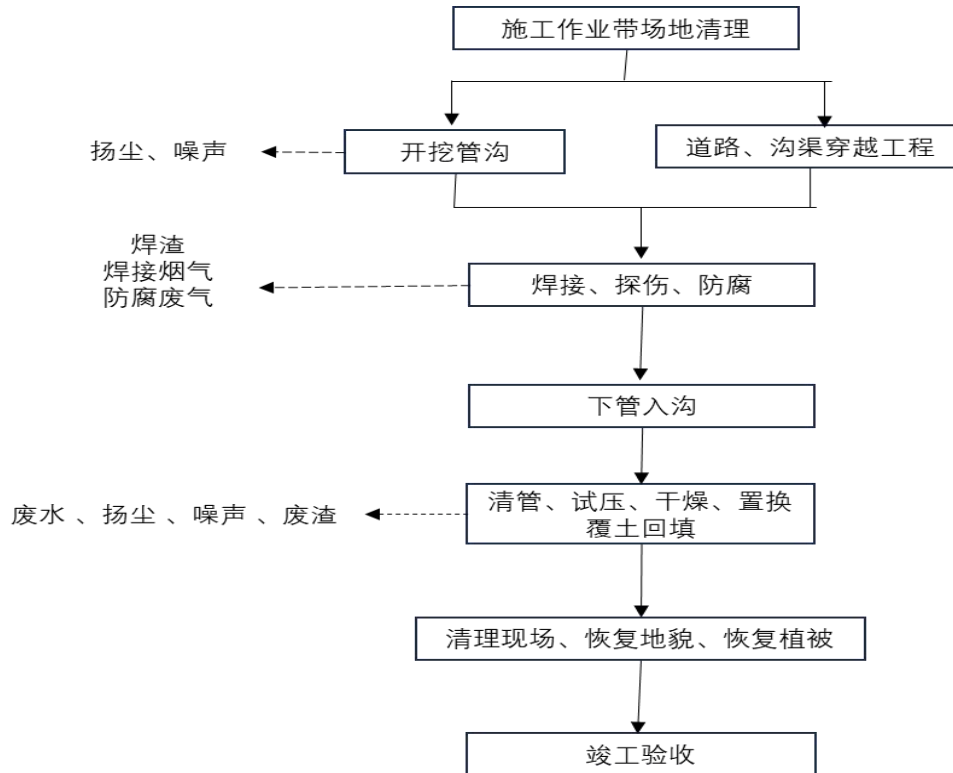 施工作业带场地清理
扬尘、噪声
开挖管沟
道路、沟渠穿越工程
焊渣
焊接烟气
防腐废气
焊接、探伤、防腐
下管入沟
废水 、扬尘 、噪声 、废渣
清管、试压、干燥、置换
覆土回填
清理现场、恢复地貌、恢复植被
竣工验收